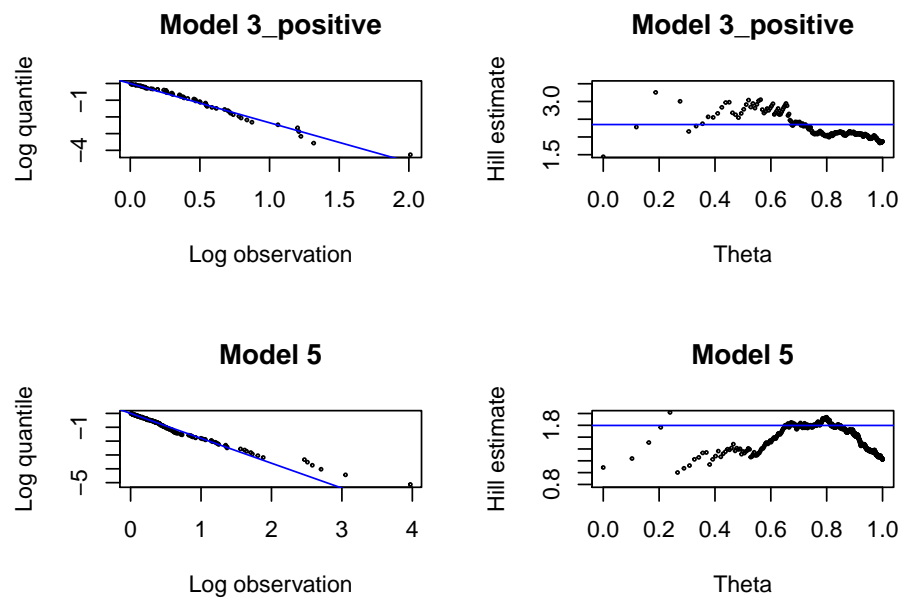 Model 3_positive
Log quantile
−1
−4
0.0 0.5 1.0 1.5 2.0
Log observation
Model 3_positive
Hill estimate
3.0
1.5
0.0 0.2 0.4 0.6 0.8 1.0
Theta
Model 5
Log quantile
−1
−5
0 1 2 3 4
Log observation
Model 5
Hill estimate
1.8
0.8
0.0 0.2 0.4 0.6 0.8 1.0
Theta